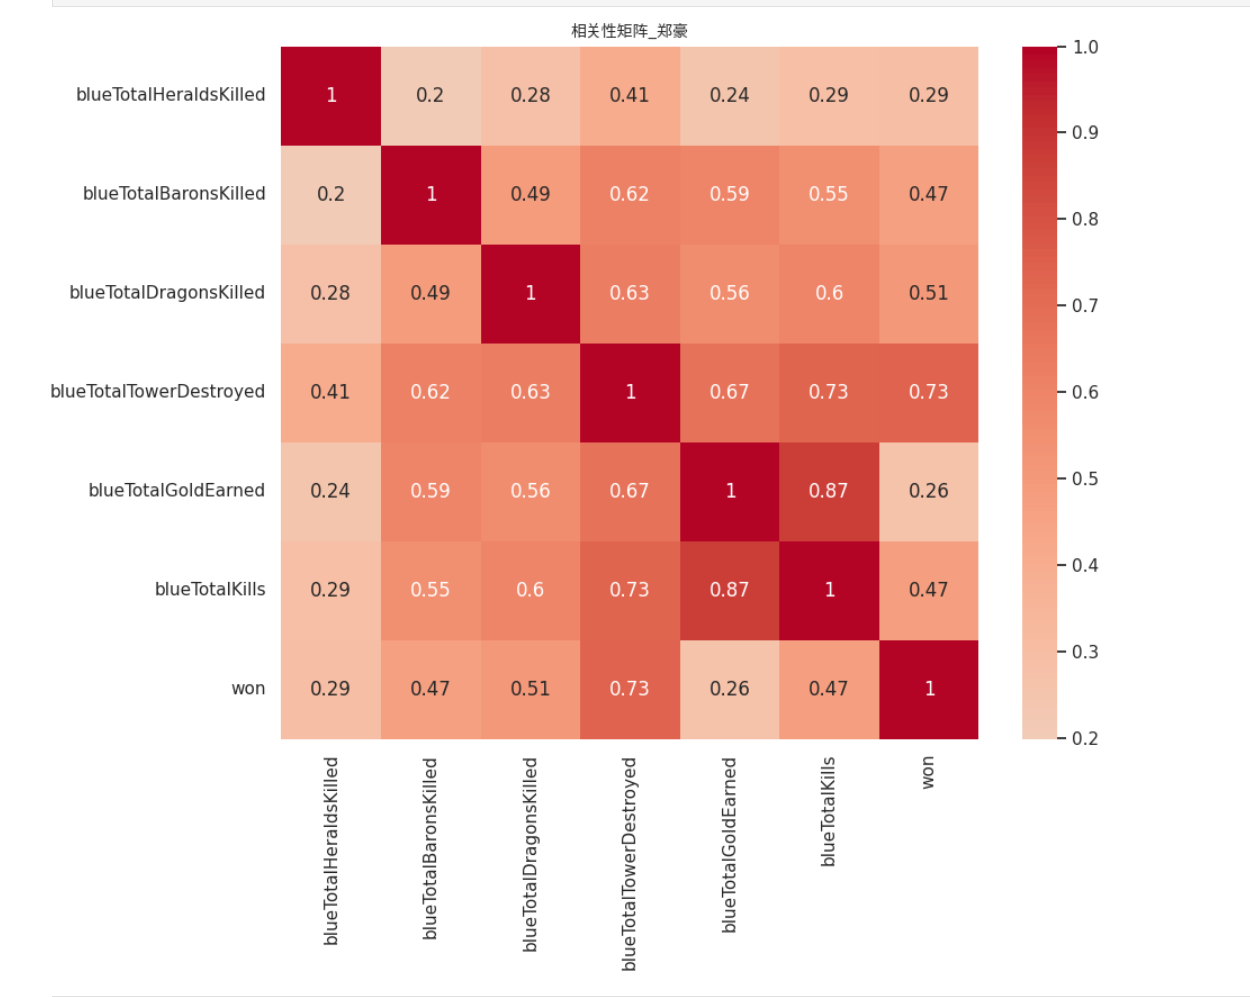 相关性矩阵_郑豪
blueTotalHeraldsKilled 1 0.2 0.28 0.41 0.24 0.29 0.29
blueTotalBaronsKilled 0.2 1 0.49 0.62 0.59 0.55 0.47
blueTotalDragonsKilled 0.28 0.49 1 0.63 0.56 0.6 0.51
blueTotalTowerDestroyed 0.41 0.62 0.63 1 0.67 0.73 0.73
blueTotalGoldEarned 0.24 0.59 0.56 0.67 1 0.87 0.26
blueTotalKills 0.29 0.55 0.6 0.73 0.87 1 0.47
won 0.29 0.47 0.51 0.73 0.26 0.47 1
blueTotalHeraldsKilled
blueTotalBaronsKilled
blueTotalDragonsKilled
blueTotalTowerDestroyed
blueTotalGoldEarned
blueTotalKills
won
1.0
0.9
0.8
0.7
0.6
0.5
0.4
0.3
0.2